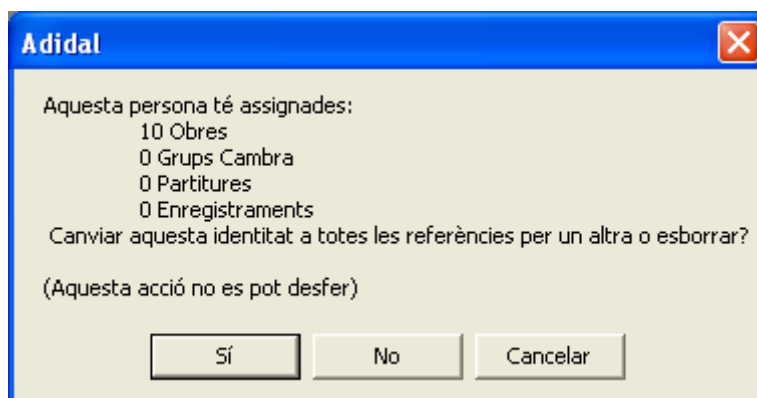 Adidal
Aquesta persona té assignades:
10 Obres
0 Grups Cambra
0 Partitures
0 Enregistraments
Canviar aquesta identitat a totes les referències per un altra o esborrar?
(Aquesta acció no es pot desfer)
Sí
No
Cancelar